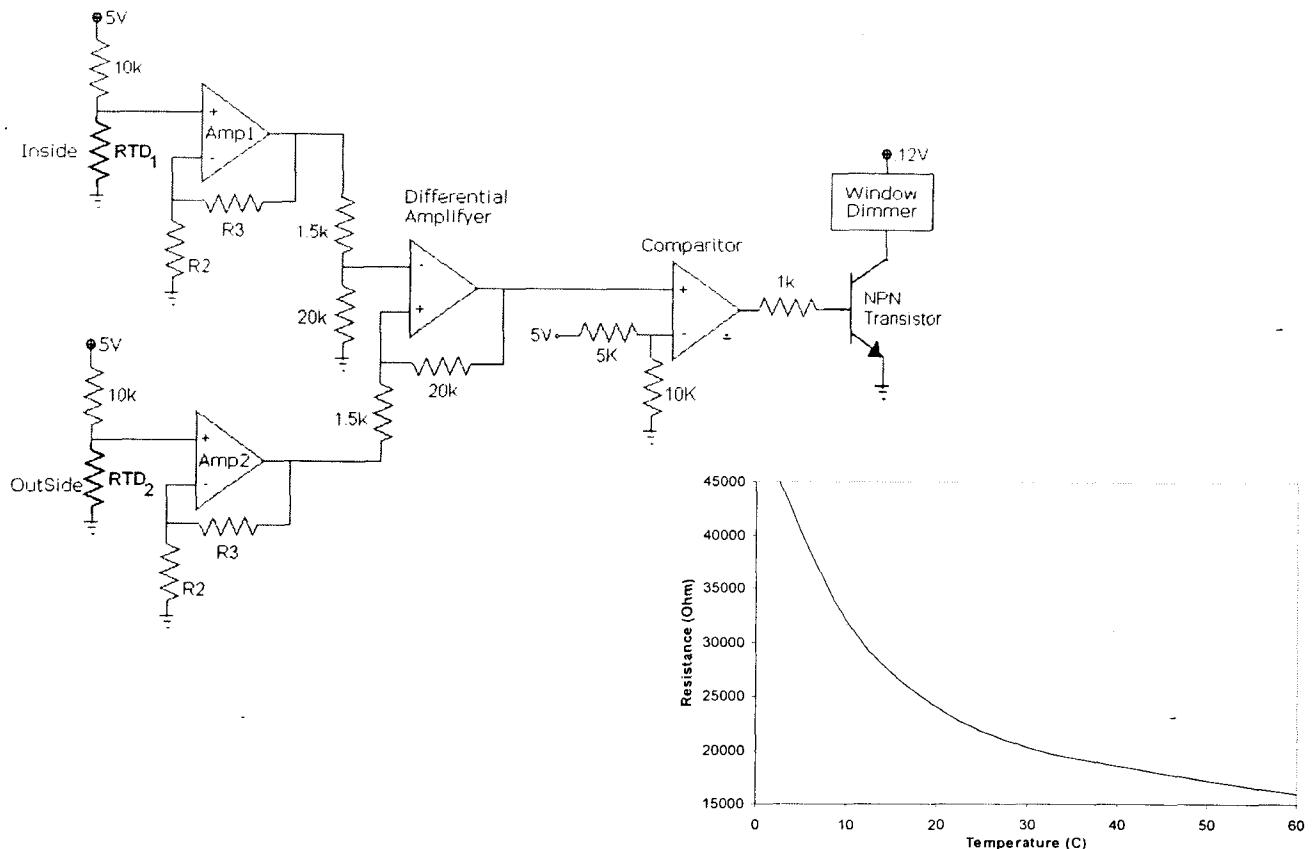 5V
10k
+
Amp1
-
Inside
RTD1
R3
R2
1.5k
20k
Differential
Amplifyer
-
+
20k
1.5k
Comparitor
+
-
5V
5K
10K
1k
12V
Window
Dimmer
NPN
Transistor
5V
10k
+
Amp2
-
OutSide
RTD2
R3
R2
Resistance (Ohm)
45000
40000
35000
30000
25000
20000
15000
0 10 20 30 40 50 60
Temperature (C)